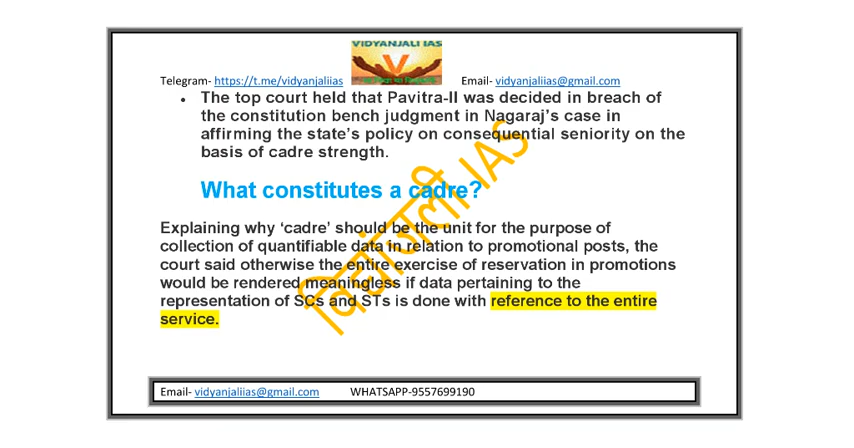 VIDYANJALI IAS
Telegram- https://t.me/vidyanjaliias Email- vidyanjaliias@gmail.com
• The top court held that Pavitra-II was decided in breach of
the constitution bench judgment in Nagaraj's case in
affirming the state's policy on consequential seniority on the
basis of cadre strength.
What constitutes a cadre?
Explaining why ‘cadre’ should be the unit for the purpose of
collection of quantifiable data in relation to promotional posts, the
court said otherwise the entire exercise of reservation in promotions
would be rendered meaningless if data pertaining to the
representation of SCs and STs is done with reference to the entire
service.
विद्यांजली IAS
Email- vidyanjaliias@gmail.com WHATSAPP-9557699190